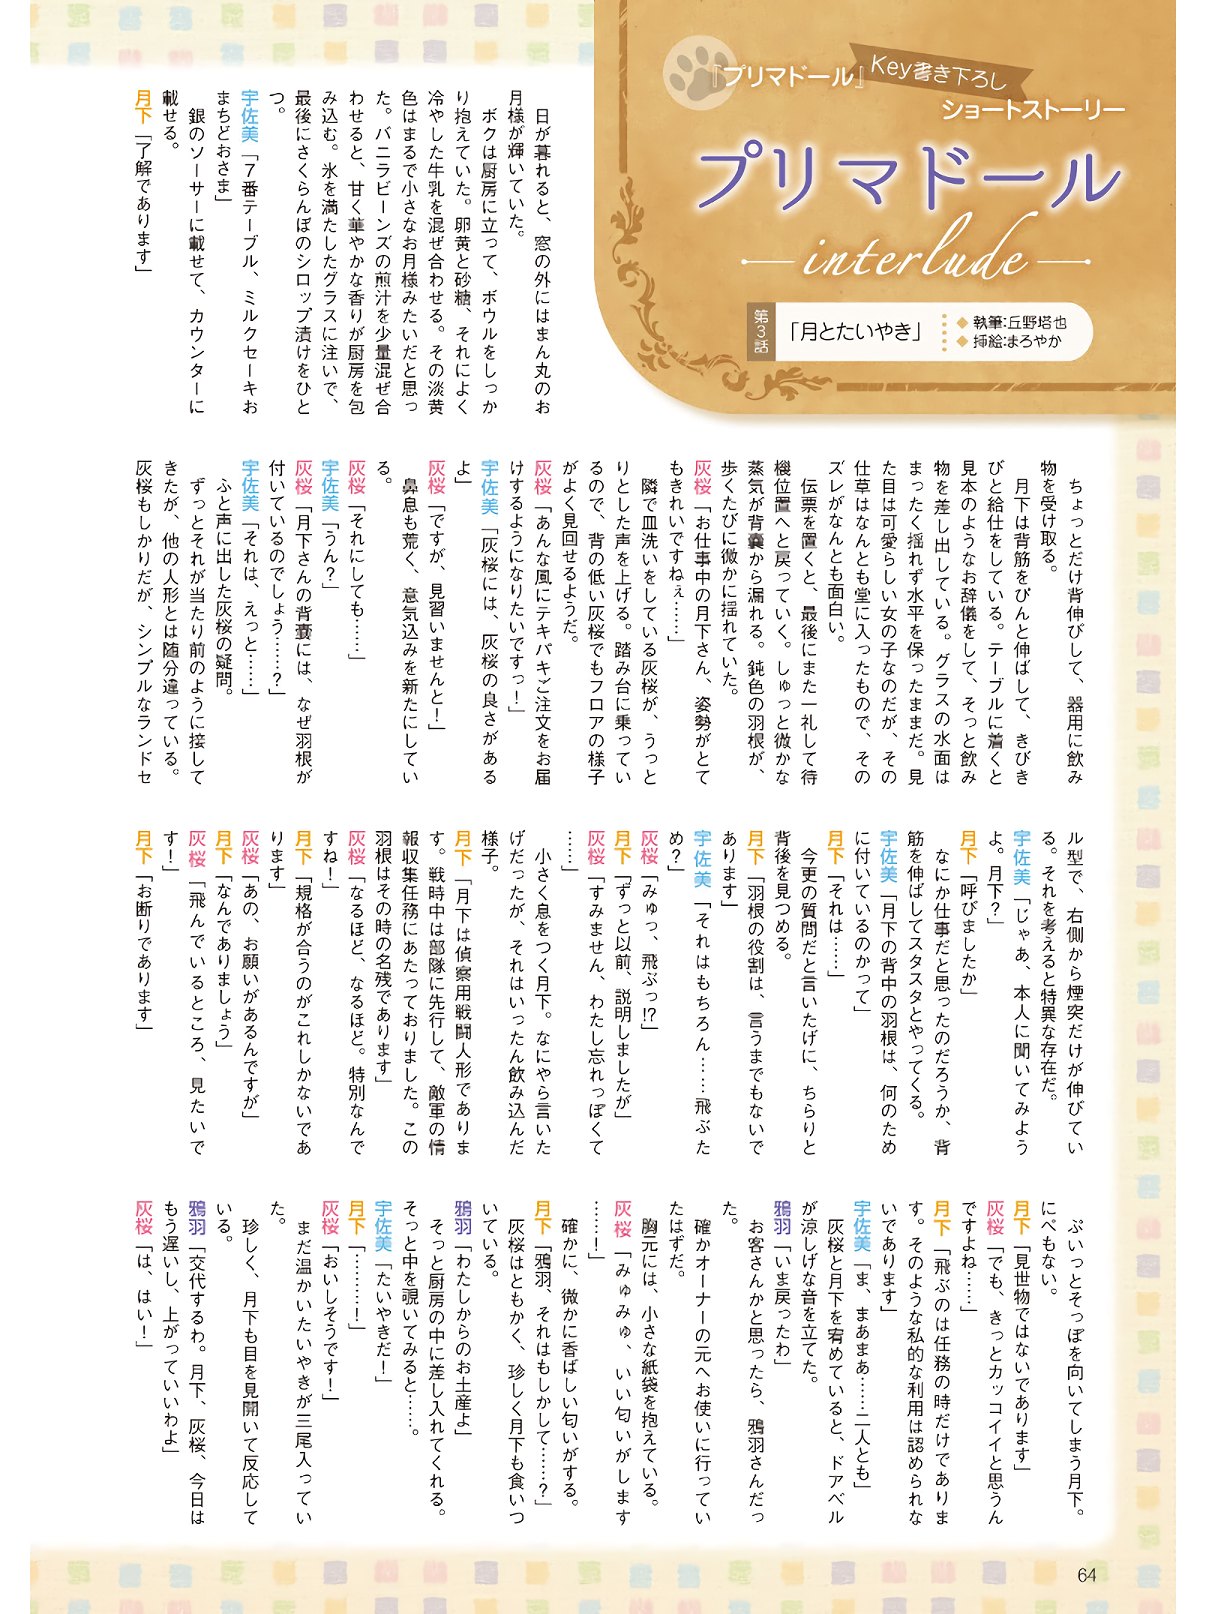 『プリマドール』
Key書き下ろし
ショートストーリー
プリマドール
interlude
第3話
「月とたいやき」
◆執筆:丘野塔也
◆挿絵:まろやか
　日が暮れると、窓の外にはまん丸のお
月様が輝いていた。
　ボクは厨房に立って、ボウルをしっか
り抱えていた。卵黄と砂糖、それによく
冷やした牛乳を混ぜ合わせる。その淡黄
色はまるで小さなお月様みたいだと思っ
た。バニラビーンズの煎汁を少量混ぜ合
わせると、甘く華やかな香りが厨房を包
み込む。氷を満たしたグラスに注いで、
最後にさくらんぼのシロップ漬けをひと
つ。
宇佐美「７番テーブル、ミルクセーキお
まちどおさま」
　銀のソーサーに載せて、カウンターに
載せる。
月下「了解であります」
　ちょっとだけ背伸びして、器用に飲み
物を受け取る。
　月下は背筋をぴんと伸ばして、きびき
びと給仕をしている。テーブルに着くと
見本のようなお辞儀をして、そっと飲み
物を差し出している。グラスの水面は
まったく揺れず水平を保ったままだ。見
た目は可愛らしい女の子なのだが、その
仕草はなんとも堂に入ったもので、その
ズレがなんとも面白い。
　伝票を置くと、最後にまた一礼して待
機位置へと戻っていく。しゅっと微かな
蒸気が背嚢から漏れる。鈍色の羽根が、
歩くたびに微かに揺れていた。
灰桜「お仕事中の月下さん、姿勢がとて
もきれいですねぇ……」
　隣で皿洗いをしている灰桜が、うっと
りとした声を上げる。踏み台に乗ってい
るので、背の低い灰桜でもフロアの様子
がよく見回せるようだ。
灰桜「あんな風にテキパキご注文をお届
けするようになりたいですっ！」
宇佐美「灰桜には、灰桜の良さがある
よ」
灰桜「ですが、見習いませんと！」
　鼻息も荒く、意気込みを新たにしてい
る。
灰桜「それにしても……」
宇佐美「うん？」
灰桜「月下さんの背嚢には、なぜ羽根が
付いているのでしょう……？」
宇佐美「それは、えっと……」
　ふと声に出した灰桜の疑問。
　ずっとそれが当たり前のように接して
きたが、他の人形とは随分違っている。
灰桜もしかりだが、シンプルなランドセ
ル型で、右側から煙突だけが伸びてい
る。それを考えると特異な存在だ。
宇佐美「じゃあ、本人に聞いてみよう
よ。月下？」
月下「呼びましたか」
　なにか仕事だと思ったのだろうか、背
筋を伸ばしてスタスタとやってくる。
宇佐美「月下の背中の羽根は、何のため
に付いているのかって」
月下「それは……」
　今更の質問だと言いたげに、ちらりと
背後を見つめる。
月下「羽根の役割は、言うまでもないで
あります」
宇佐美「それはもちろん……飛ぶた
め？」
灰桜「みゅっ、飛ぶっ!?」
月下「ずっと以前、説明しましたが」
灰桜「すみません、わたし忘れっぽくて
……」
　小さく息をつく月下。なにやら言いた
げだったが、それはいったん飲み込んだ
様子。
月下「月下は偵察用戦闘人形でありま
す。戦時中は部隊に先行して、敵軍の情
報収集任務にあたっておりました。この
羽根はその時の名残であります」
灰桜「なるほど、なるほど。特別なんで
すね！」
月下「規格が合うのがこれしかないであ
ります」
灰桜「あの、お願いがあるんですが」
月下「なんでありましょう」
灰桜「飛んでいるところ、見たいで
す！」
月下「お断りであります」
　ぷいっとそっぽを向いてしまう月下。
にべもない。
月下「見世物ではないであります」
灰桜「でも、きっとカッコイイと思うん
ですよね……」
月下「飛ぶのは任務の時だけでありま
す。そのような私的な利用は認められな
いであります」
宇佐美「ま、まあまあ……二人とも」
　灰桜と月下を宥めていると、ドアベル
が涼しげな音を立てた。
鴉羽「いま戻ったわ」
　お客さんかと思ったら、鴉羽さんだっ
た。
　確かオーナーの元へお使いに行ってい
たはずだ。
　胸元には、小さな紙袋を抱えている。
灰桜「みゅみゅ、いい匂いがします
……！」
　確かに、微かに香ばしい匂いがする。
月下「鴉羽、それはもしかして……？」
　灰桜はともかく、珍しく月下も食いつ
いている。
鴉羽「わたしからのお土産よ」
　そっと厨房の中に差し入れてくれる。
そっと中を覗いてみると……。
宇佐美「たいやきだ！」
月下「………！」
灰桜「おいしそうです！」
　まだ温かいたいやきが三尾入ってい
た。
　珍しく、月下も目を見開いて反応して
いる。
鴉羽「交代するわ。月下、灰桜、今日は
もう遅いし、上がっていいわよ」
灰桜「は、はい！」
64